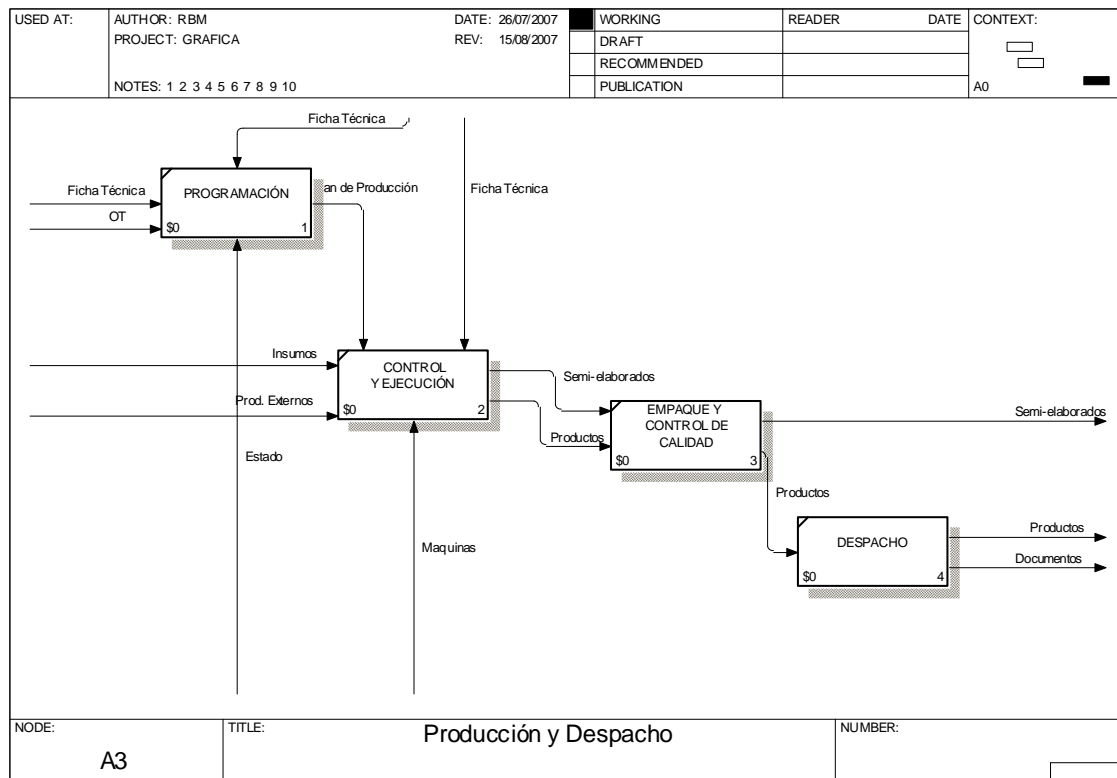 USED AT:
AUTHOR: RBM
DATE: 26/07/2007
PROJECT: GRAFICA
REV: 15/08/2007
NOTES: 1 2 3 4 5 6 7 8 9 10
WORKING
DRAFT
RECOMMENDED
PUBLICATION
READER
DATE
CONTEXT:
A0
Ficha Técnica
Ficha Técnica
OT
PROGRAMACIÓN
$0
1
an de Producción
Ficha Técnica
Insumos
Prod. Externos
CONTROL
Y EJECUCIÓN
$0
2
Semi-elaborados
Productos
EMPAQUE Y
CONTROL DE
CALIDAD
$0
3
Semi-elaborados
Estado
Productos
Maquinas
DESPACHO
$0
4
Productos
Documentos
NODE:
A3
TITLE:
Producción y Despacho
NUMBER: